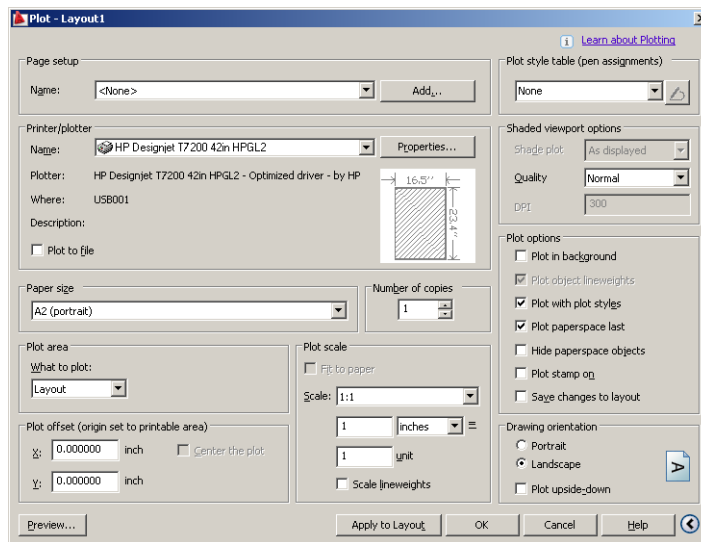 Plot - Layout1
Learn about Plotting
Page setup
Name: <None> Add...
Plot style table (pen assignments)
None
Printer/plotter
Name: HP Designjet T7200 42in HPGL2 Properties...
Plotter: HP Designjet T7200 42in HPGL2 - Optimized driver - by HP
Where: USB001
Description:
Plot to file
16.5''
23.4''
Shaded viewport options
Shade plot As displayed
Quality Normal
DPI 300
Paper size
A2 (portrait)
Number of copies
1
Plot options
Plot in background
Plot object lineweights
Plot with plot styles
Plot paperspace last
Hide paperspace objects
Plot stamp on
Save changes to layout
Plot area
What to plot:
Layout
Plot scale
Fit to paper
Scale: 1:1
1 inches =
1 unit
Scale lineweights
Plot offset (origin set to printable area)
X: 0.000000 inch Center the plot
Y: 0.000000 inch
Drawing orientation
Portrait
Landscape
Plot upside-down
A
Preview... Apply to Layout OK Cancel Help